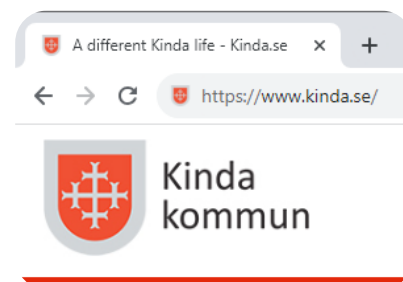 A different Kinda life - Kinda.se
https://www.kinda.se/
Kinda
kommun